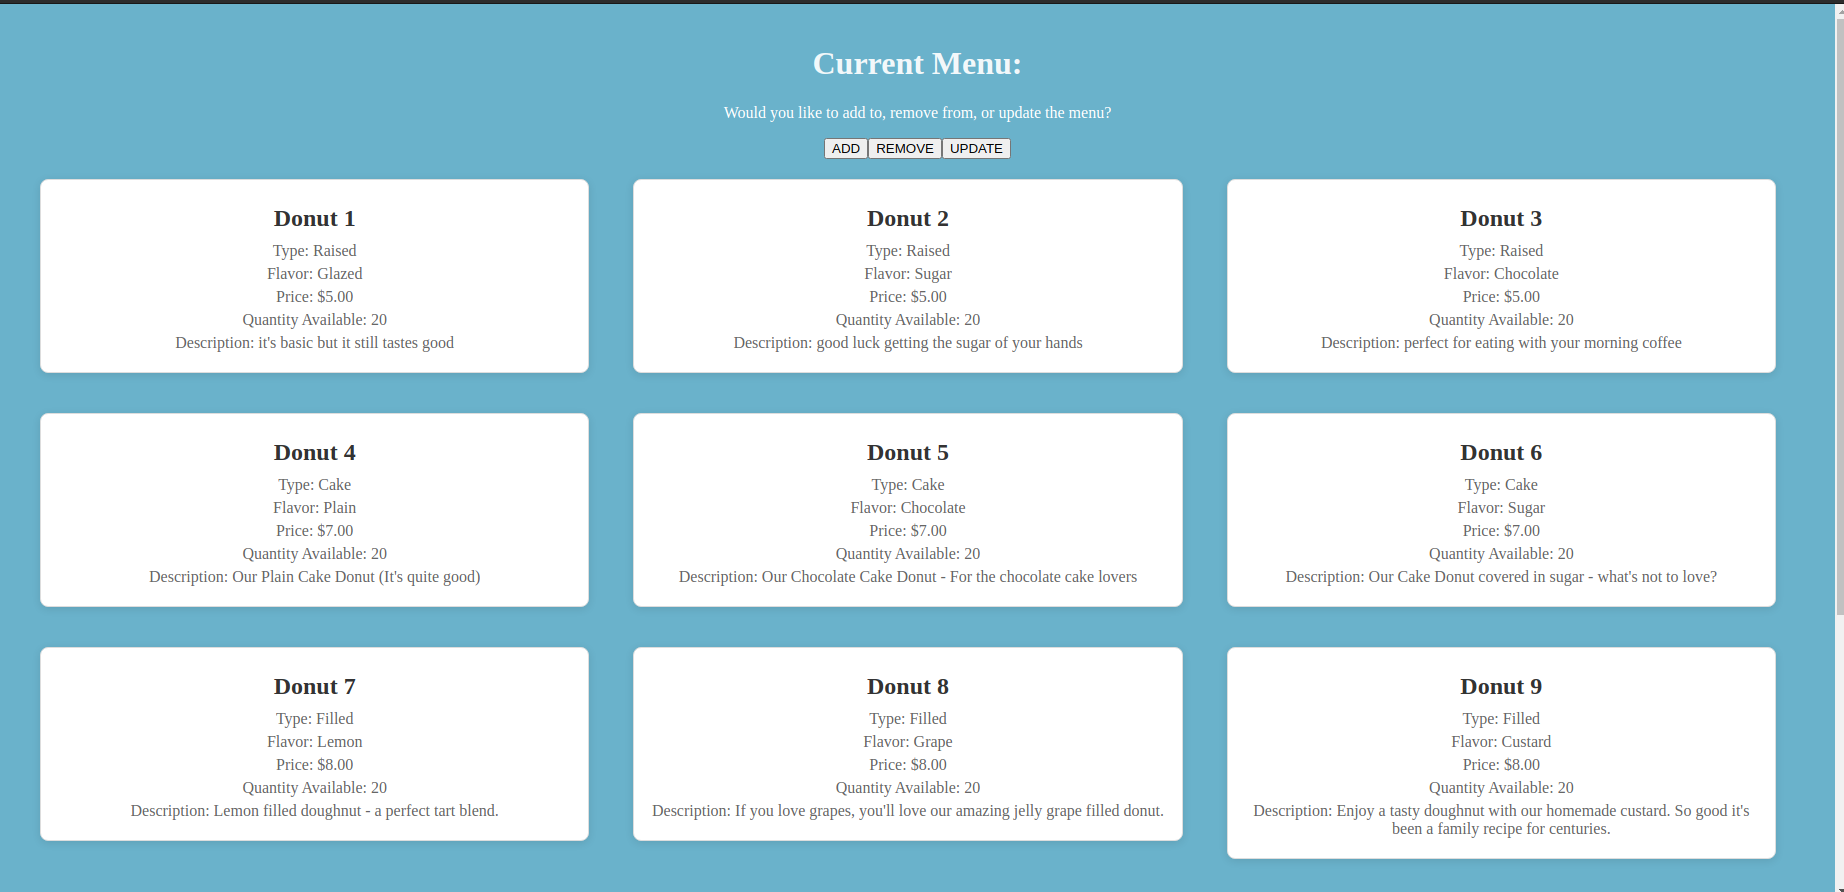 Current Menu:
Would you like to add to, remove from, or update the menu?
ADD REMOVE UPDATE
Donut 1
Type: Raised
Flavor: Glazed
Price: $5.00
Quantity Available: 20
Description: it's basic but it still tastes good
Donut 2
Type: Raised
Flavor: Sugar
Price: $5.00
Quantity Available: 20
Description: good luck getting the sugar of your hands
Donut 3
Type: Raised
Flavor: Chocolate
Price: $5.00
Quantity Available: 20
Description: perfect for eating with your morning coffee
Donut 4
Type: Cake
Flavor: Plain
Price: $7.00
Quantity Available: 20
Description: Our Plain Cake Donut (It's quite good)
Donut 5
Type: Cake
Flavor: Chocolate
Price: $7.00
Quantity Available: 20
Description: Our Chocolate Cake Donut - For the chocolate cake lovers
Donut 6
Type: Cake
Flavor: Sugar
Price: $7.00
Quantity Available: 20
Description: Our Cake Donut covered in sugar - what's not to love?
Donut 7
Type: Filled
Flavor: Lemon
Price: $8.00
Quantity Available: 20
Description: Lemon filled doughnut - a perfect tart blend.
Donut 8
Type: Filled
Flavor: Grape
Price: $8.00
Quantity Available: 20
Description: If you love grapes, you'll love our amazing jelly grape filled donut.
Donut 9
Type: Filled
Flavor: Custard
Price: $8.00
Quantity Available: 20
Description: Enjoy a tasty doughnut with our homemade custard. So good it's
been a family recipe for centuries.